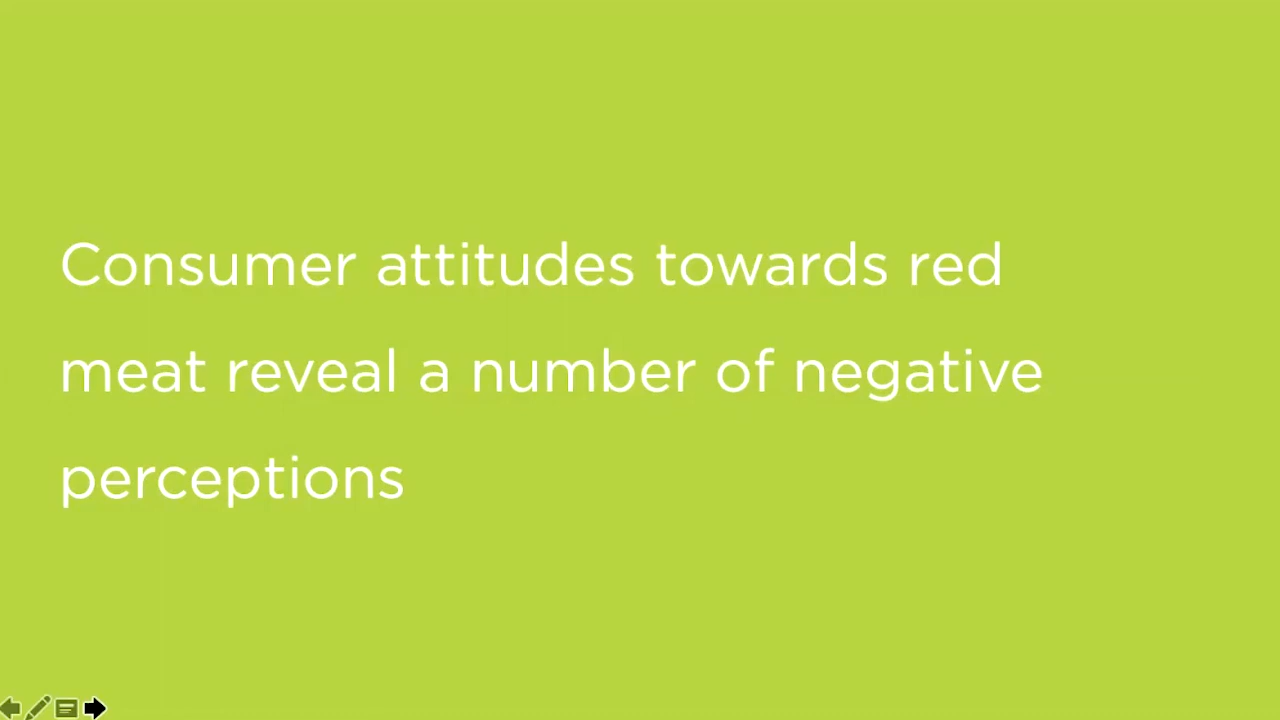 Consumer attitudes towards red
meat reveal a number of negative
perceptions